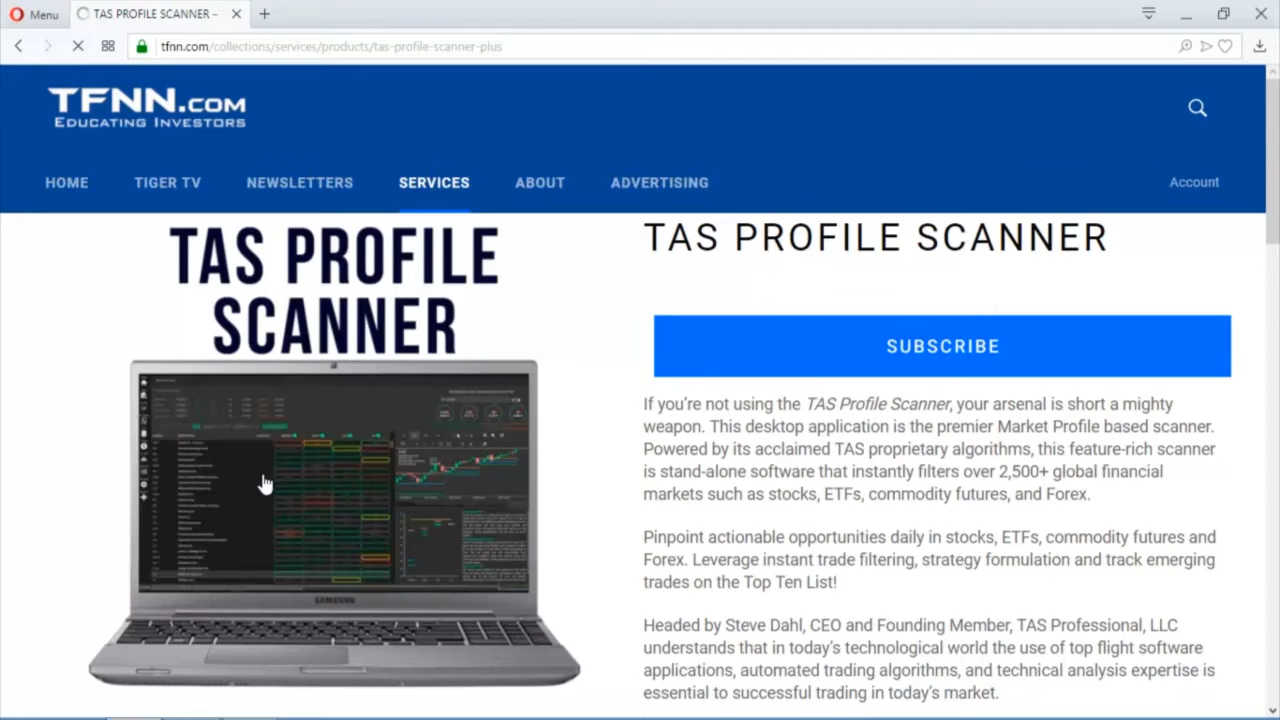 Menu
TAS PROFILE SCANNER –
tfnn.com/collections/services/products/tas-profile-scanner-plus
TFNN.COM
EDUCATING INVESTORS
HOME
TIGER TV
NEWSLETTERS
SERVICES
ABOUT
ADVERTISING
Account
TAS PROFILE
SCANNER
SAMSUNG
TAS PROFILE SCANNER
SUBSCRIBE
If you're not using the TAS Profile Scanner, your arsenal is short a mighty
weapon. This desktop application is the premier Market Profile based scanner.
Powered by its acclaimed TAS proprietary algorithms, this feature-rich scanner
is stand-alone software that instantly filters over 2,500+ global financial
markets such as stocks, ETFs, commodity futures, and Forex.
Pinpoint actionable opportunities daily in stocks, ETFs, commodity futures and
Forex. Leverage instant trade filtering, strategy formulation and track emerging
trades on the Top Ten List!
Headed by Steve Dahl, CEO and Founding Member, TAS Professional, LLC
understands that in today's technological world the use of top flight software
applications, automated trading algorithms, and technical analysis expertise is
essential to successful trading in today's market.